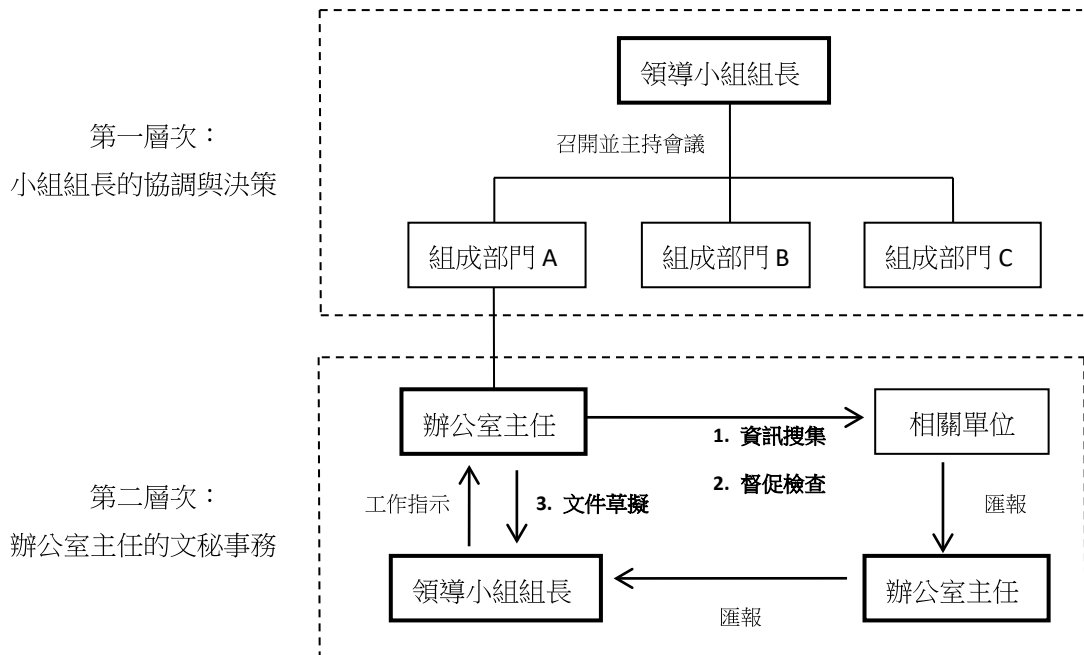 領導小組組長
第一層次：
小組組長的協調與決策
召開並主持會議
組成部門 A
組成部門 B
組成部門 C
辦公室主任
相關單位
1. 資訊搜集
2. 督促檢查
第二層次：
辦公室主任的文秘事務
工作指示
3. 文件草擬
匯報
領導小組組長
匯報
辦公室主任